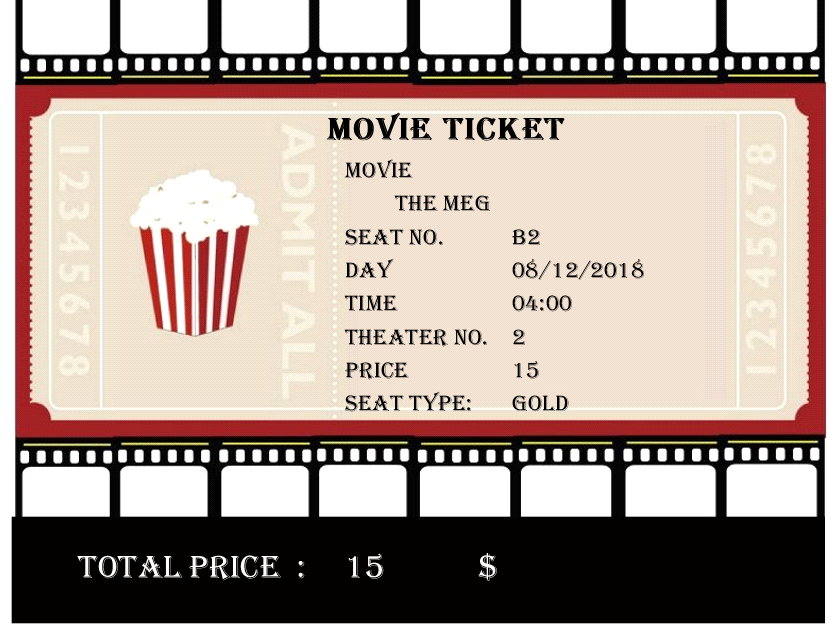 MOVIE TICKET
MOVIE
THE MEG
SEAT NO. B2
DAY 08/12/2018
TIME 04:00
THEATER NO. 2
PRICE 15
SEAT TYPE: GOLD
12345678
ADMIT ALL
12345678
TOTAL PRICE : 15 $